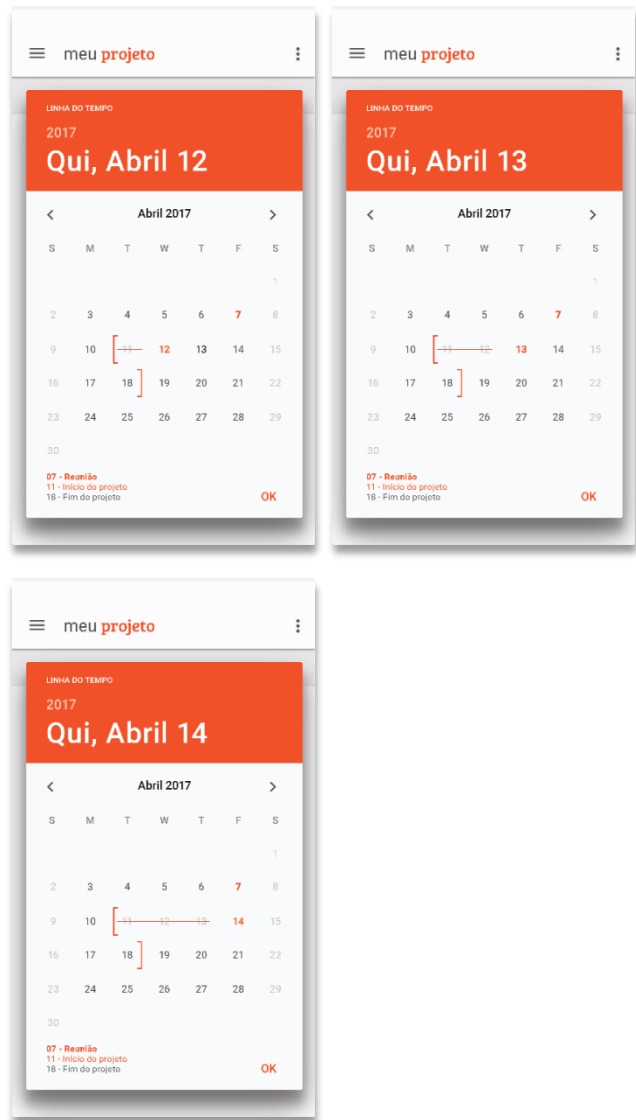 meu projeto
LINHA DO TEMPO
2017
Qui, Abril 12
Abril 2017
S M T W T F S
1
2 3 4 5 6 7 8
9 10 11 12 13 14 15
16 17 18 19 20 21 22
23 24 25 26 27 28 29
30
07 - Reunião
11 - Início do projeto
18 - Fim do projeto
OK
meu projeto
LINHA DO TEMPO
2017
Qui, Abril 13
Abril 2017
S M T W T F S
1
2 3 4 5 6 7 8
9 10 11 12 13 14 15
16 17 18 19 20 21 22
23 24 25 26 27 28 29
30
07 - Reunião
11 - Início do projeto
18 - Fim do projeto
OK
meu projeto
LINHA DO TEMPO
2017
Qui, Abril 14
Abril 2017
S M T W T F S
1
2 3 4 5 6 7 8
9 10 11 12 13 14 15
16 17 18 19 20 21 22
23 24 25 26 27 28 29
30
07 - Reunião
11 - Início do projeto
18 - Fim do projeto
OK